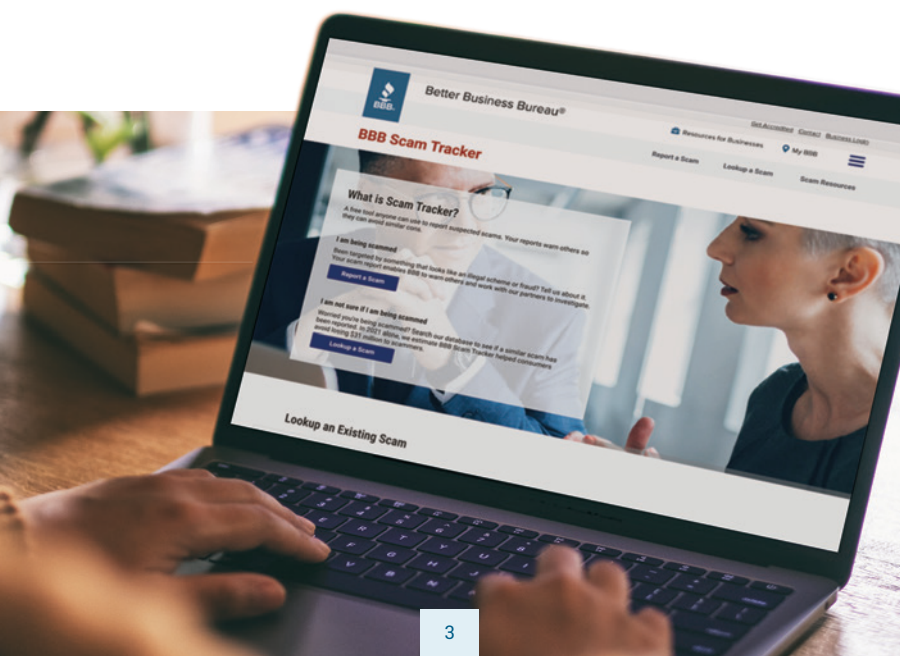 BBB.
Better Business Bureau®
Get Accredited Contact Business Login
Resources for Businesses
My BBB
BBB Scam Tracker
Report a Scam
Lookup a Scam
Scam Resources
What is Scam Tracker?
A free tool anyone can use to report suspected scams. Your reports warn others so
they can avoid similar cons.
I am being scammed
Been targeted by something that looks like an illegal scheme or fraud? Tell us about it.
Your scam report enables BBB to warn others and work with our partners to investigate.
Report a Scam
I am not sure if I am being scammed
Worried you're being scammed? Search our database to see if a similar scam has
been reported. In 2021 alone, we estimate BBB Scam Tracker helped consumers
avoid losing $31 million to scammers.
Lookup a Scam
Lookup an Existing Scam
3